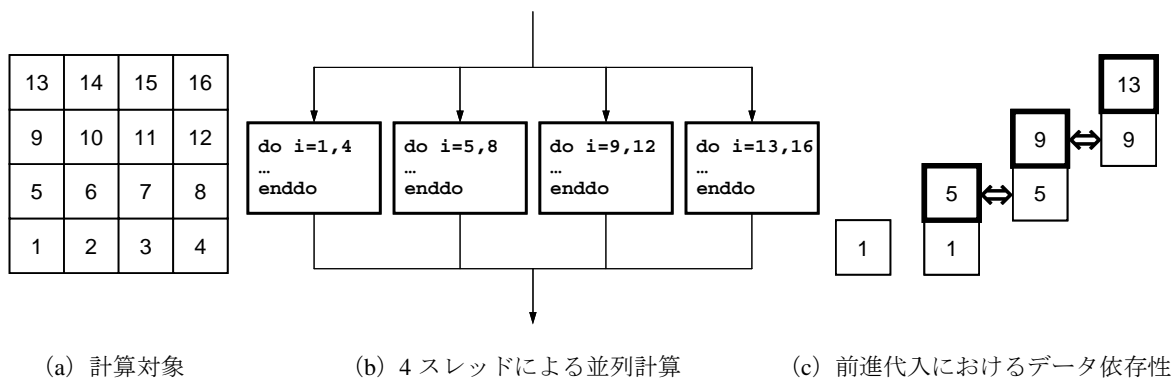 13 14 15 16
9 10 11 12
5 6 7 8
1 2 3 4
do i=1,4
…
enddo
do i=5,8
…
enddo
do i=9,12
…
enddo
do i=13,16
…
enddo
13
9 9
5 5
1 1
(a) 計算対象
(b) 4 スレッドによる並列計算
(c) 前進代入におけるデータ依存性